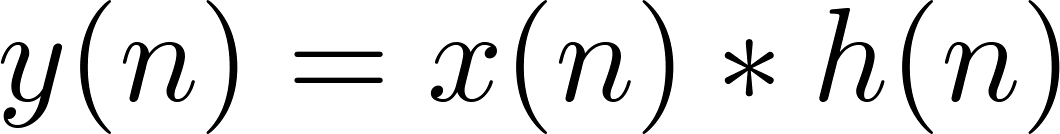 y(n) = x(n) * h(n)